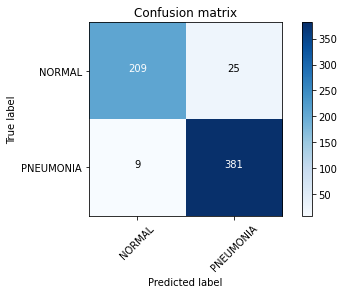 Confusion matrix
True label
NORMAL
209
25
PNEUMONIA
9
381
NORMAL
PNEUMONIA
Predicted label
350
300
250
200
150
100
50